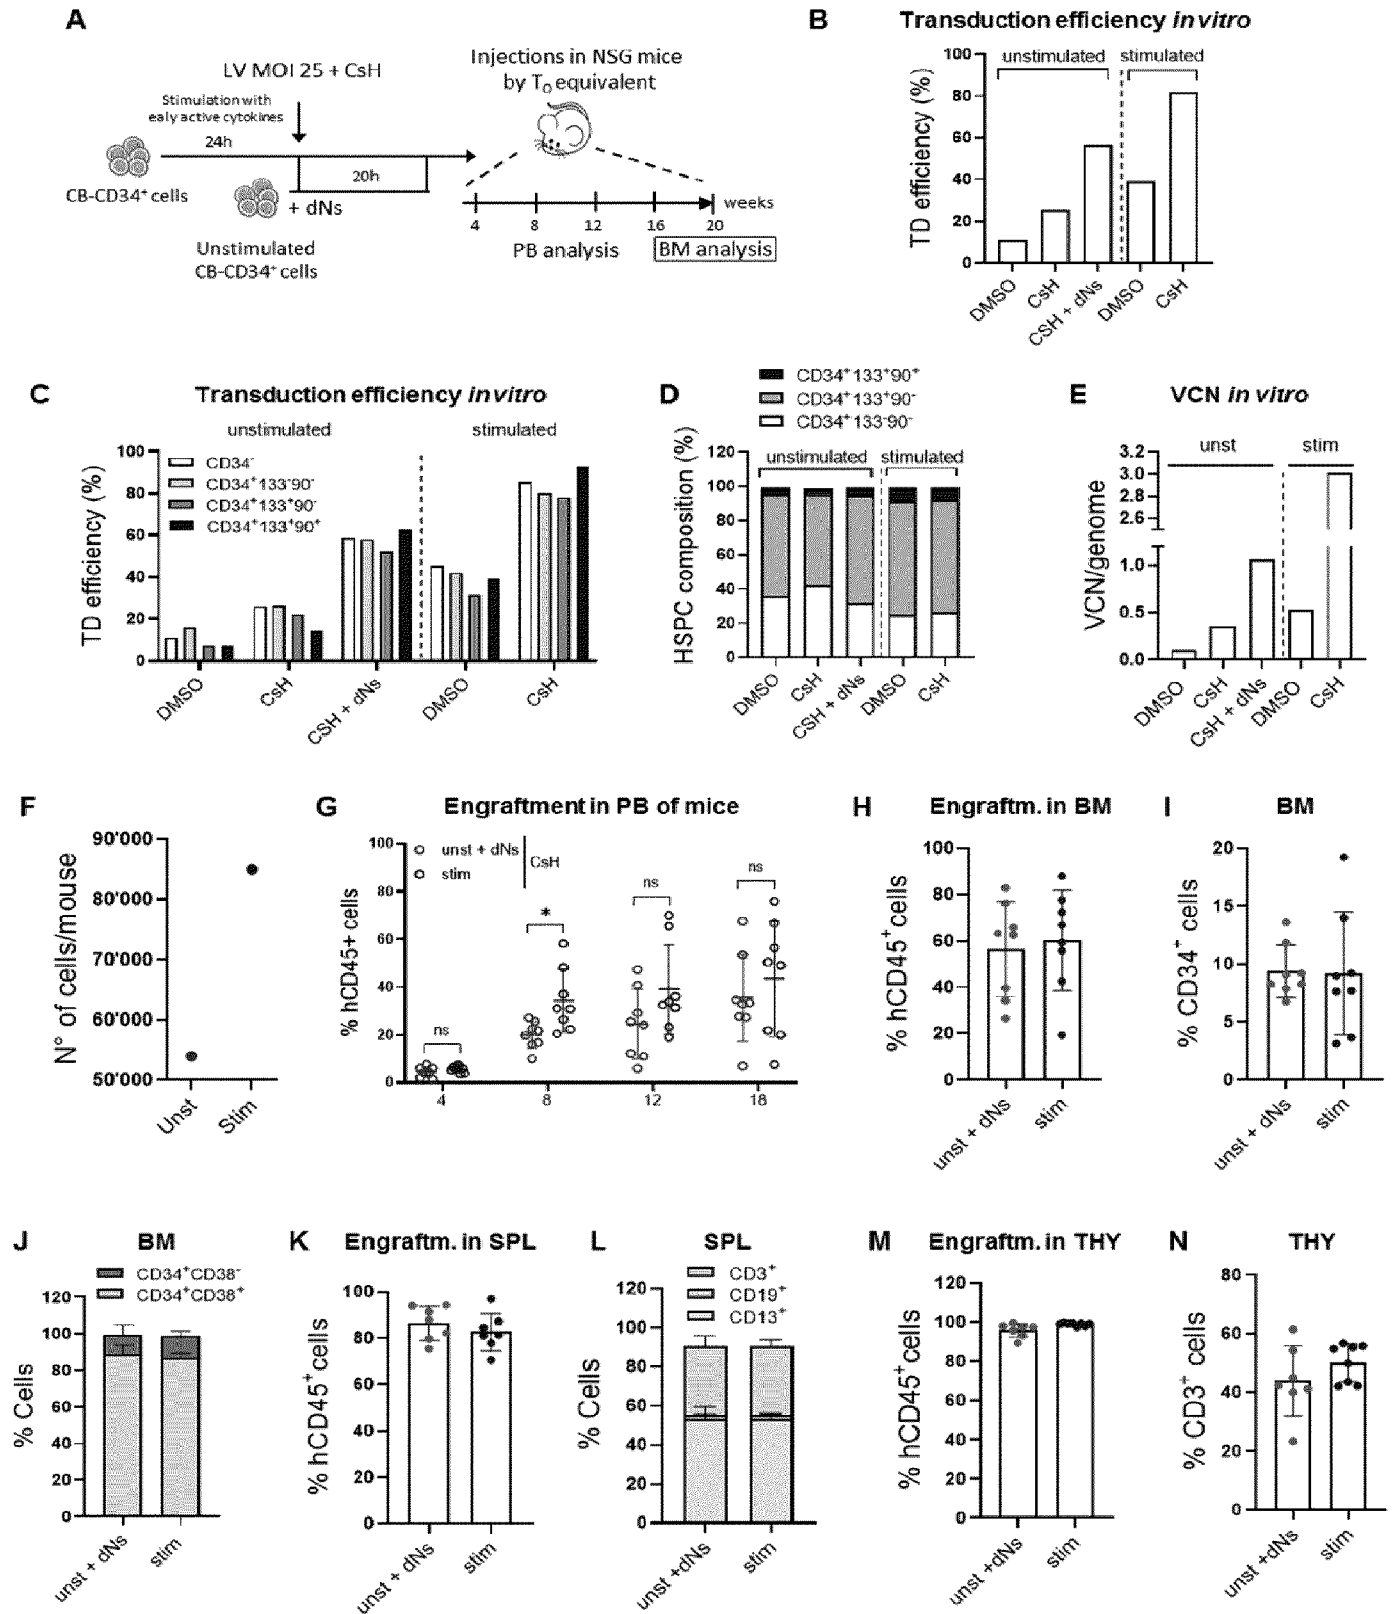 A
LV MOI 25 + CsH
Stimulation with
ealy active cytokines
24h
CB-CD34⁺ cells
20h
+ dNs
Unstimulated
CB-CD34⁺ cells
Injections in NSG mice
by T₀ equivalent
4 8 12 16 20 weeks
PB analysis BM analysis
B Transduction efficiency in vitro
unstimulated stimulated
TD efficiency (%)
100
80
60
40
20
0
DMSO CsH CSH + dNs DMSO CsH
C Transduction efficiency in vitro
unstimulated stimulated
TD efficiency (%)
100
80
60
40
20
0
CD34⁻
CD34⁺133⁻90⁻
CD34⁺133⁺90⁻
CD34⁺133⁺90⁺
DMSO CsH CSH + dNs DMSO CsH
D
CD34⁺133⁺90⁺
CD34⁺133⁺90⁻
CD34⁺133⁻90⁻
unstimulated stimulated
HSPC composition (%)
120
100
80
60
40
20
0
DMSO CsH CSH + dNs DMSO CsH
E VCN in vitro
unst stim
VCN/genome
3.2
3.0
2.8
2.6
1.0
0.5
0.0
DMSO CsH CsH + dNs DMSO CsH
F
N° of cells/mouse
90'000
80'000
70'000
60'000
50'000
Unst Stim
G Engraftment in PB of mice
% hCD45+ cells
100
80
60
40
20
0
unst + dNs
stim
CsH
ns * ns ns
4 8 12 18
H Engraftm. in BM
% hCD45⁺ cells
100
80
60
40
20
0
unst + dNs stim
I BM
% CD34⁺ cells
20
15
10
5
0
unst + dNs stim
J BM
CD34⁺CD38⁻
CD34⁺CD38⁺
% Cells
120
100
80
60
40
20
0
unst + dNs stim
K Engraftm. in SPL
% hCD45⁺ cells
100
80
60
40
20
0
unst + dNs stim
L SPL
CD3⁺
CD19⁺
CD13⁺
% Cells
120
100
80
60
40
20
0
unst +dNs stim
M Engraftm. in THY
% hCD45⁺ cells
120
100
80
60
40
20
0
unst + dNs stim
N THY
% CD3⁺ cells
80
60
40
20
0
unst +dNs stim